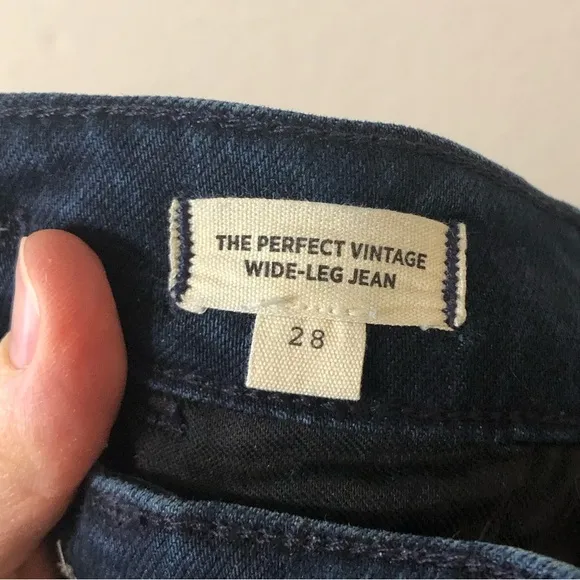 THE PERFECT VINTAGE
WIDE-LEG JEAN
28